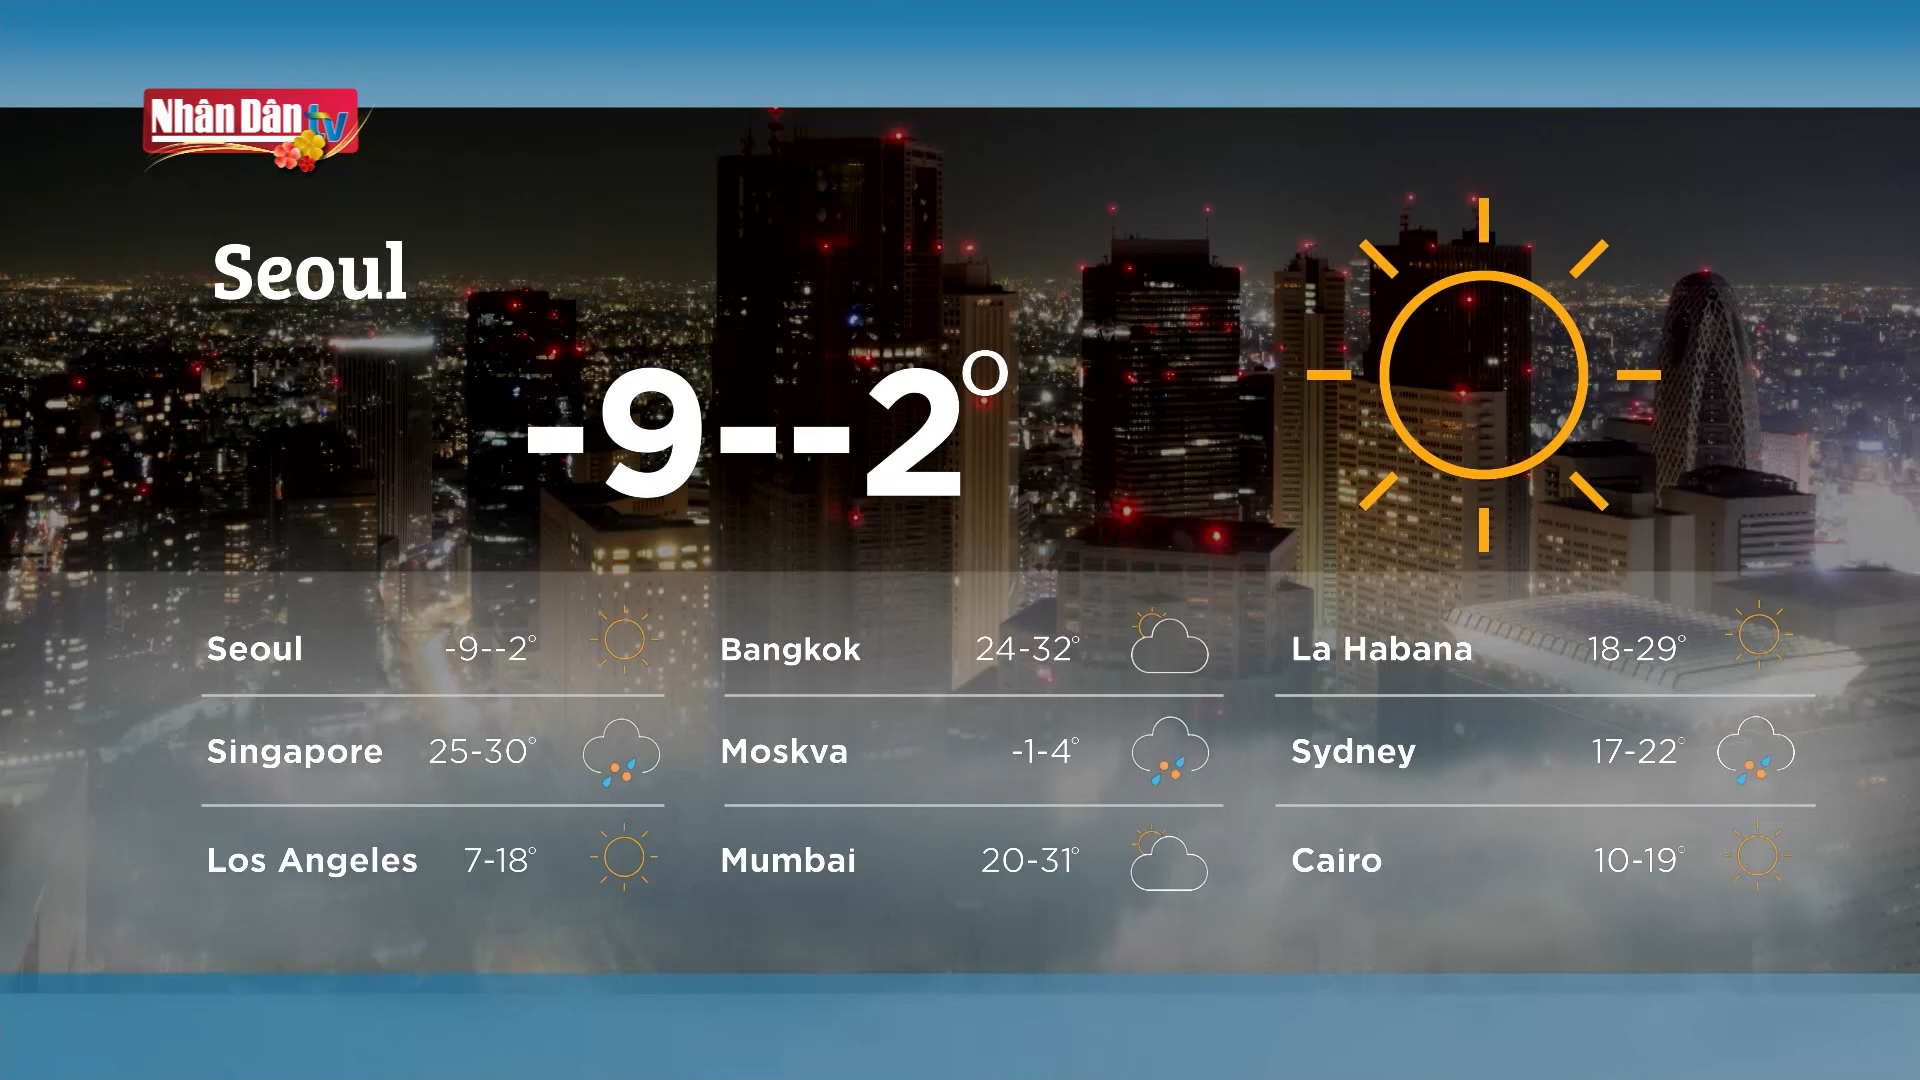 Nhân Dân tv
Seoul
-9--2°
Seoul -9--2°
Bangkok 24-32°
La Habana 18-29°
Singapore 25-30°
Moskva -1-4°
Sydney 17-22°
Los Angeles 7-18°
Mumbai 20-31°
Cairo 10-19°